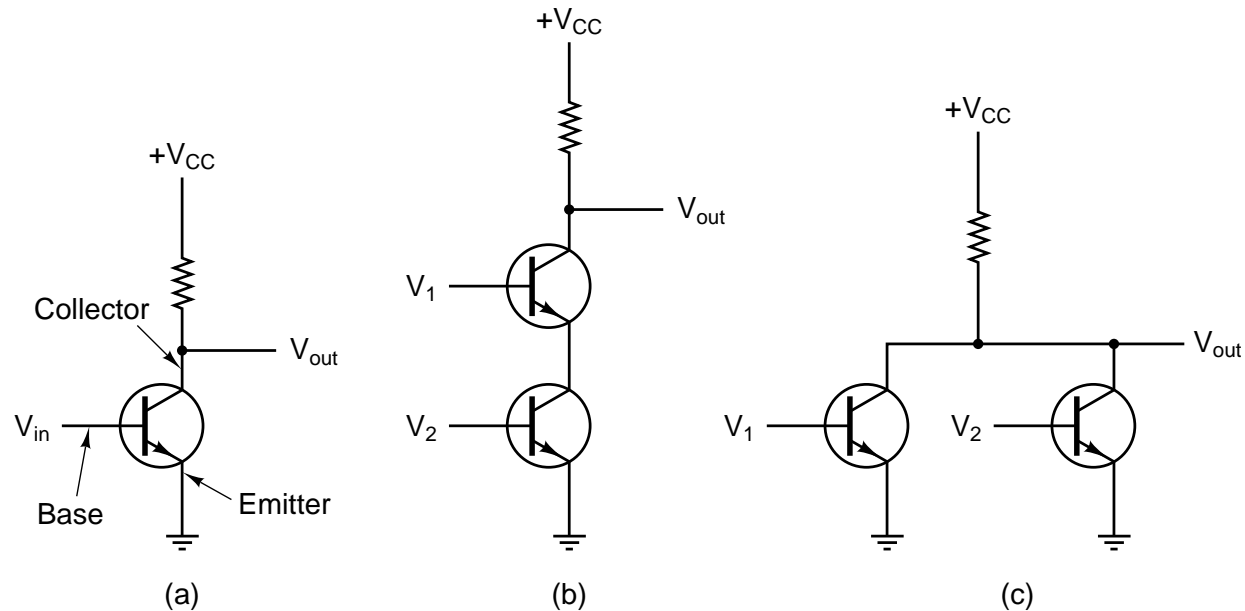 +VCC
Collector
Vout
Vin
Base
Emitter
(a)
+VCC
Vout
V1
V2
(b)
+VCC
Vout
V1
V2
(c)